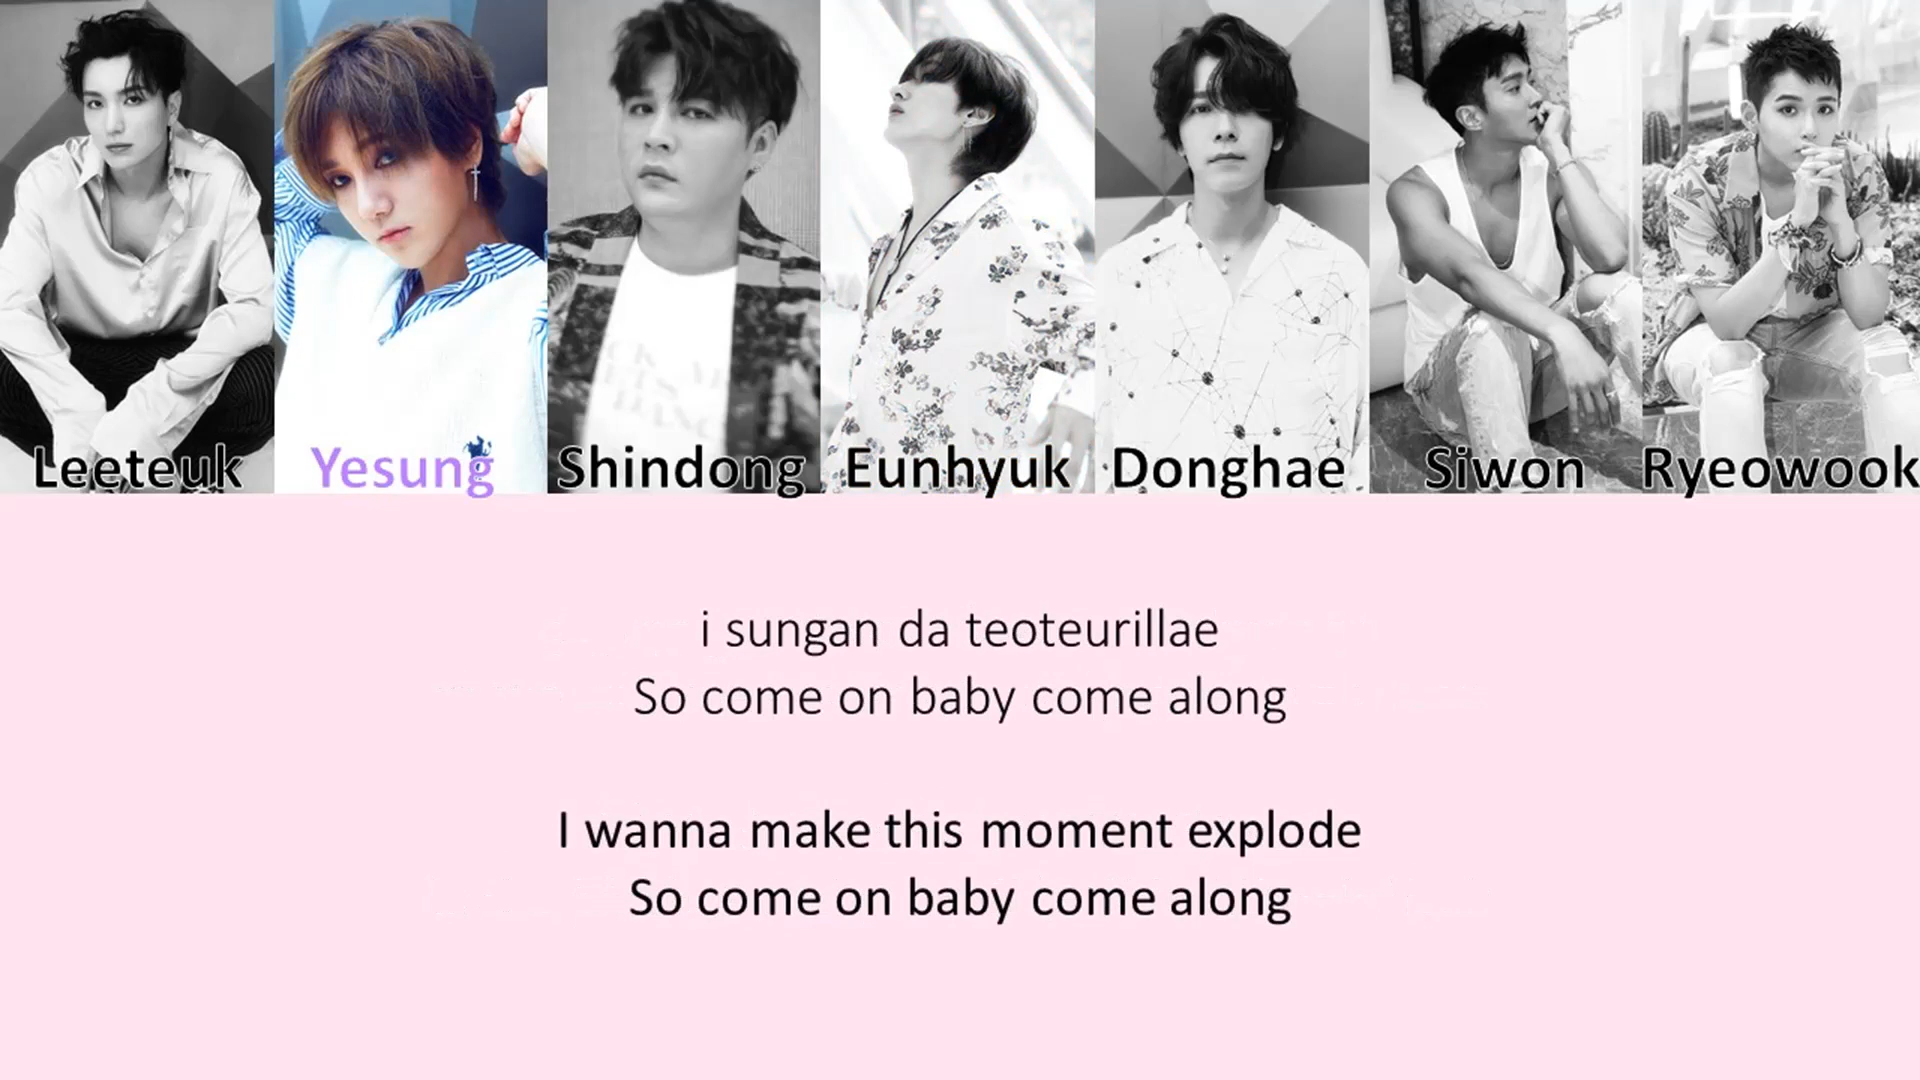 Leeteuk Yesung Shindong Eunhyuk Donghae Siwon Ryeowook
i sungan da teoteurillae
So come on baby come along
I wanna make this moment explode
So come on baby come along